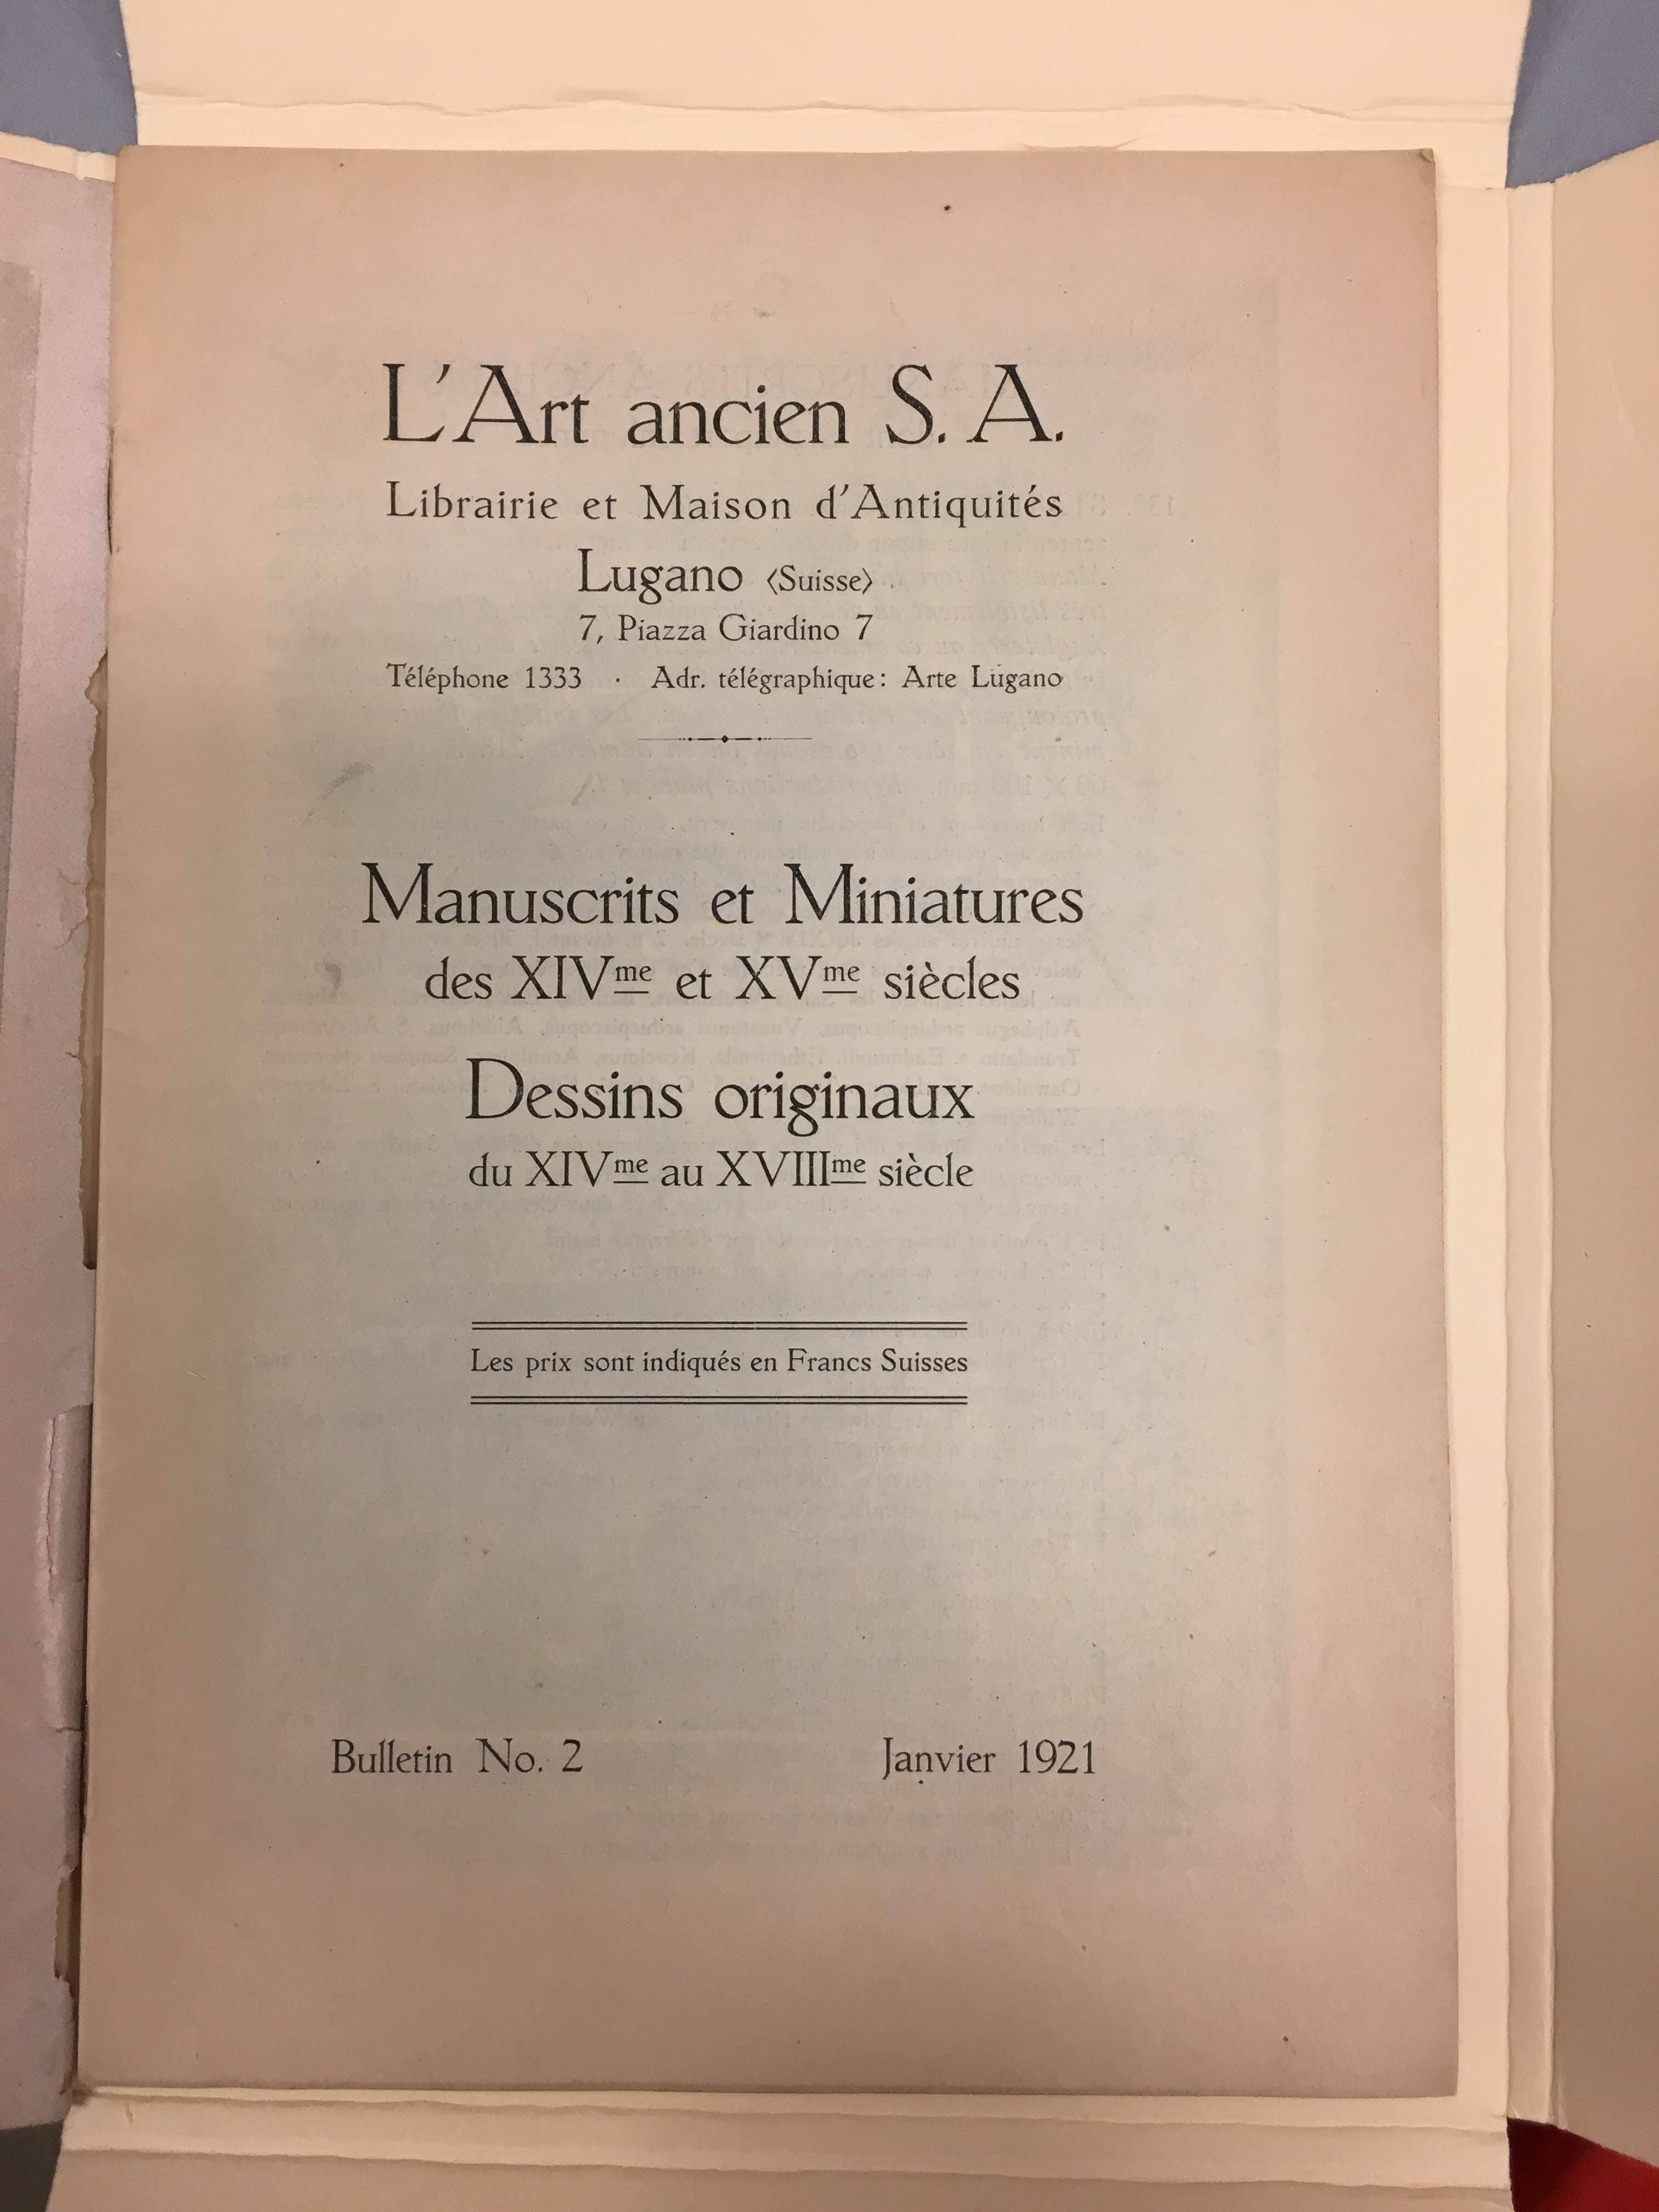 L'Art ancien S. A.
Librairie et Maison d'Antiquités
Lugano <Suisse>
7, Piazza Giardino 7
Téléphone 1333 · Adr. télégraphique: Arte Lugano
Manuscrits et Miniatures
des XIVme et XVme siècles
Dessins originaux
du XIVme au XVIIIme siècle
Les prix sont indiqués en Francs Suisses
Bulletin No. 2 Janvier 1921